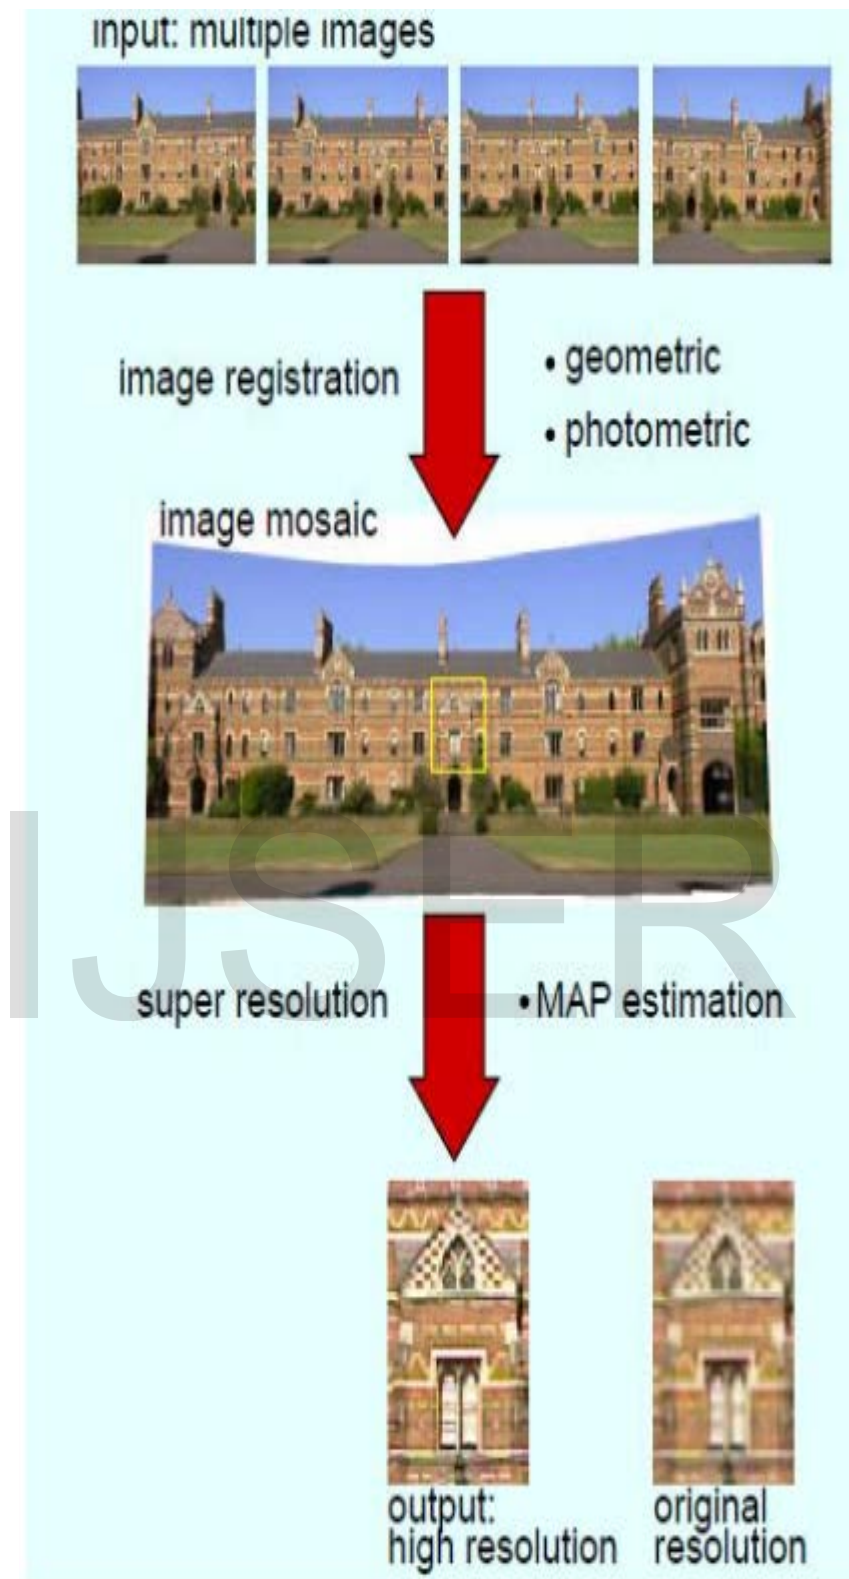 input: multiple images
image registration
• geometric
• photometric
image mosaic
IJSER
super resolution
• MAP estimation
output:
high resolution
original
resolution